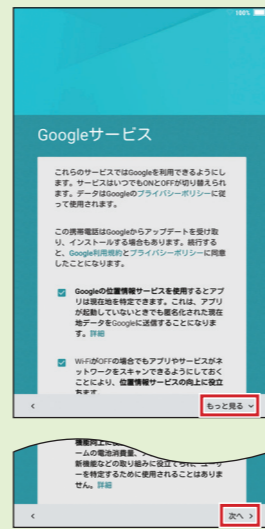 100%
Googleサービス
これらのサービスではGoogleを利用できるようにし
ます。サービスはいつでもONとOFFが切り替えられ
ます。データはGoogleのプライバシーポリシーに従
って使用されます。
この携帯電話はGoogleからアップデートを受け取
り、インストールする場合もあります。続行する
と、Google利用規約とプライバシーポリシーに同意
したことになります。
Googleの位置情報サービスを使用するとアプ
リは現在地を特定できます。これは、アプリ
が起動していないときでも匿名化された現在
地データをGoogleに送信することになりま
す。詳細
Wi-FiがOFFの場合でもアプリやサービスがネ
ットワークをスキャンできるようにしておく
ことにより、位置情報サービスの向上に役立
ちます
もっと見る
機能向上に
ームの電池消費量、
新機能などの取り組みに役立てられ、ユーザ
ーを特定するために使用されることはありま
せん。詳細
次へ